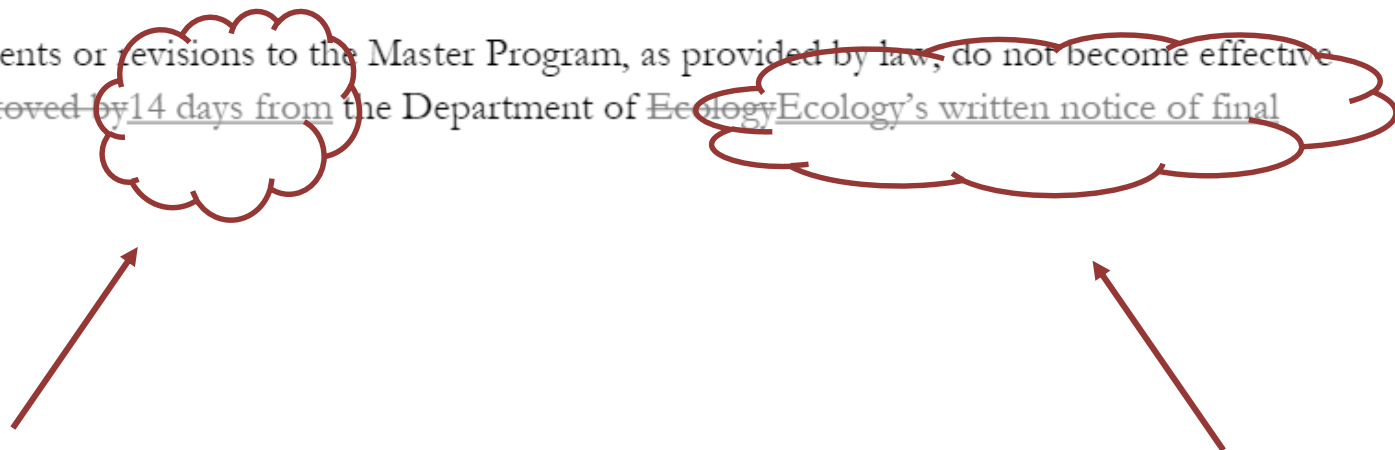 ents or revisions to the Master Program, as provided by law, do not become effective
oved by14 days from the Department of EcologyEcology’s written notice of final